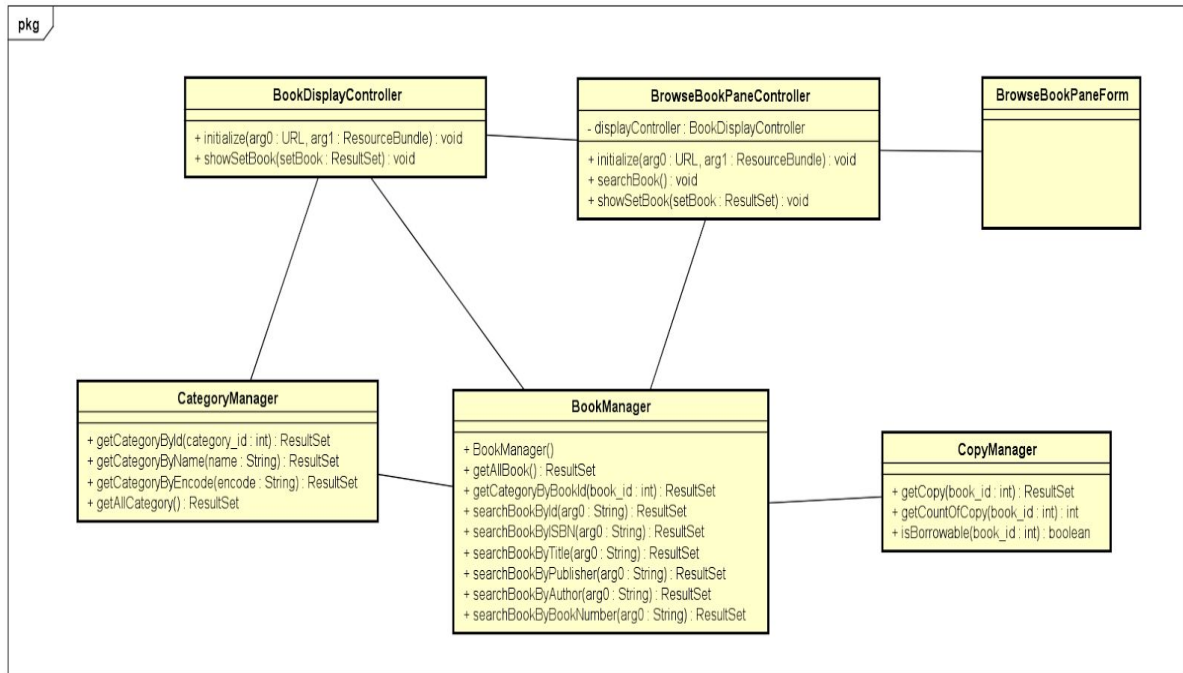 pkg
BookDisplayController
+ initialize(arg0 : URL, arg1 : ResourceBundle) : void
+ showSetBook(setBook : ResultSet) : void
BrowseBookPaneController
- displayController : BookDisplayController
+ initialize(arg0 : URL, arg1 : ResourceBundle) : void
+ searchBook() : void
+ showSetBook(setBook : ResultSet) : void
BrowseBookPaneForm
CategoryManager
+ getCategoryById(category_id : int) : ResultSet
+ getCategoryByName(name : String) : ResultSet
+ getCategoryByEncode(encode : String) : ResultSet
+ getAllCategory() : ResultSet
BookManager
+ BookManager()
+ getAllBook() : ResultSet
+ getCategoryByBookId(book_id : int) : ResultSet
+ searchBookById(arg0 : String) : ResultSet
+ searchBookByISBN(arg0 : String) : ResultSet
+ searchBookByTitle(arg0 : String) : ResultSet
+ searchBookByPublisher(arg0 : String) : ResultSet
+ searchBookByAuthor(arg0 : String) : ResultSet
+ searchBookByBookNumber(arg0 : String) : ResultSet
CopyManager
+ getCopy(book_id : int) : ResultSet
+ getCountOfCopy(book_id : int) : int
+ isBorrowable(book_id : int) : boolean